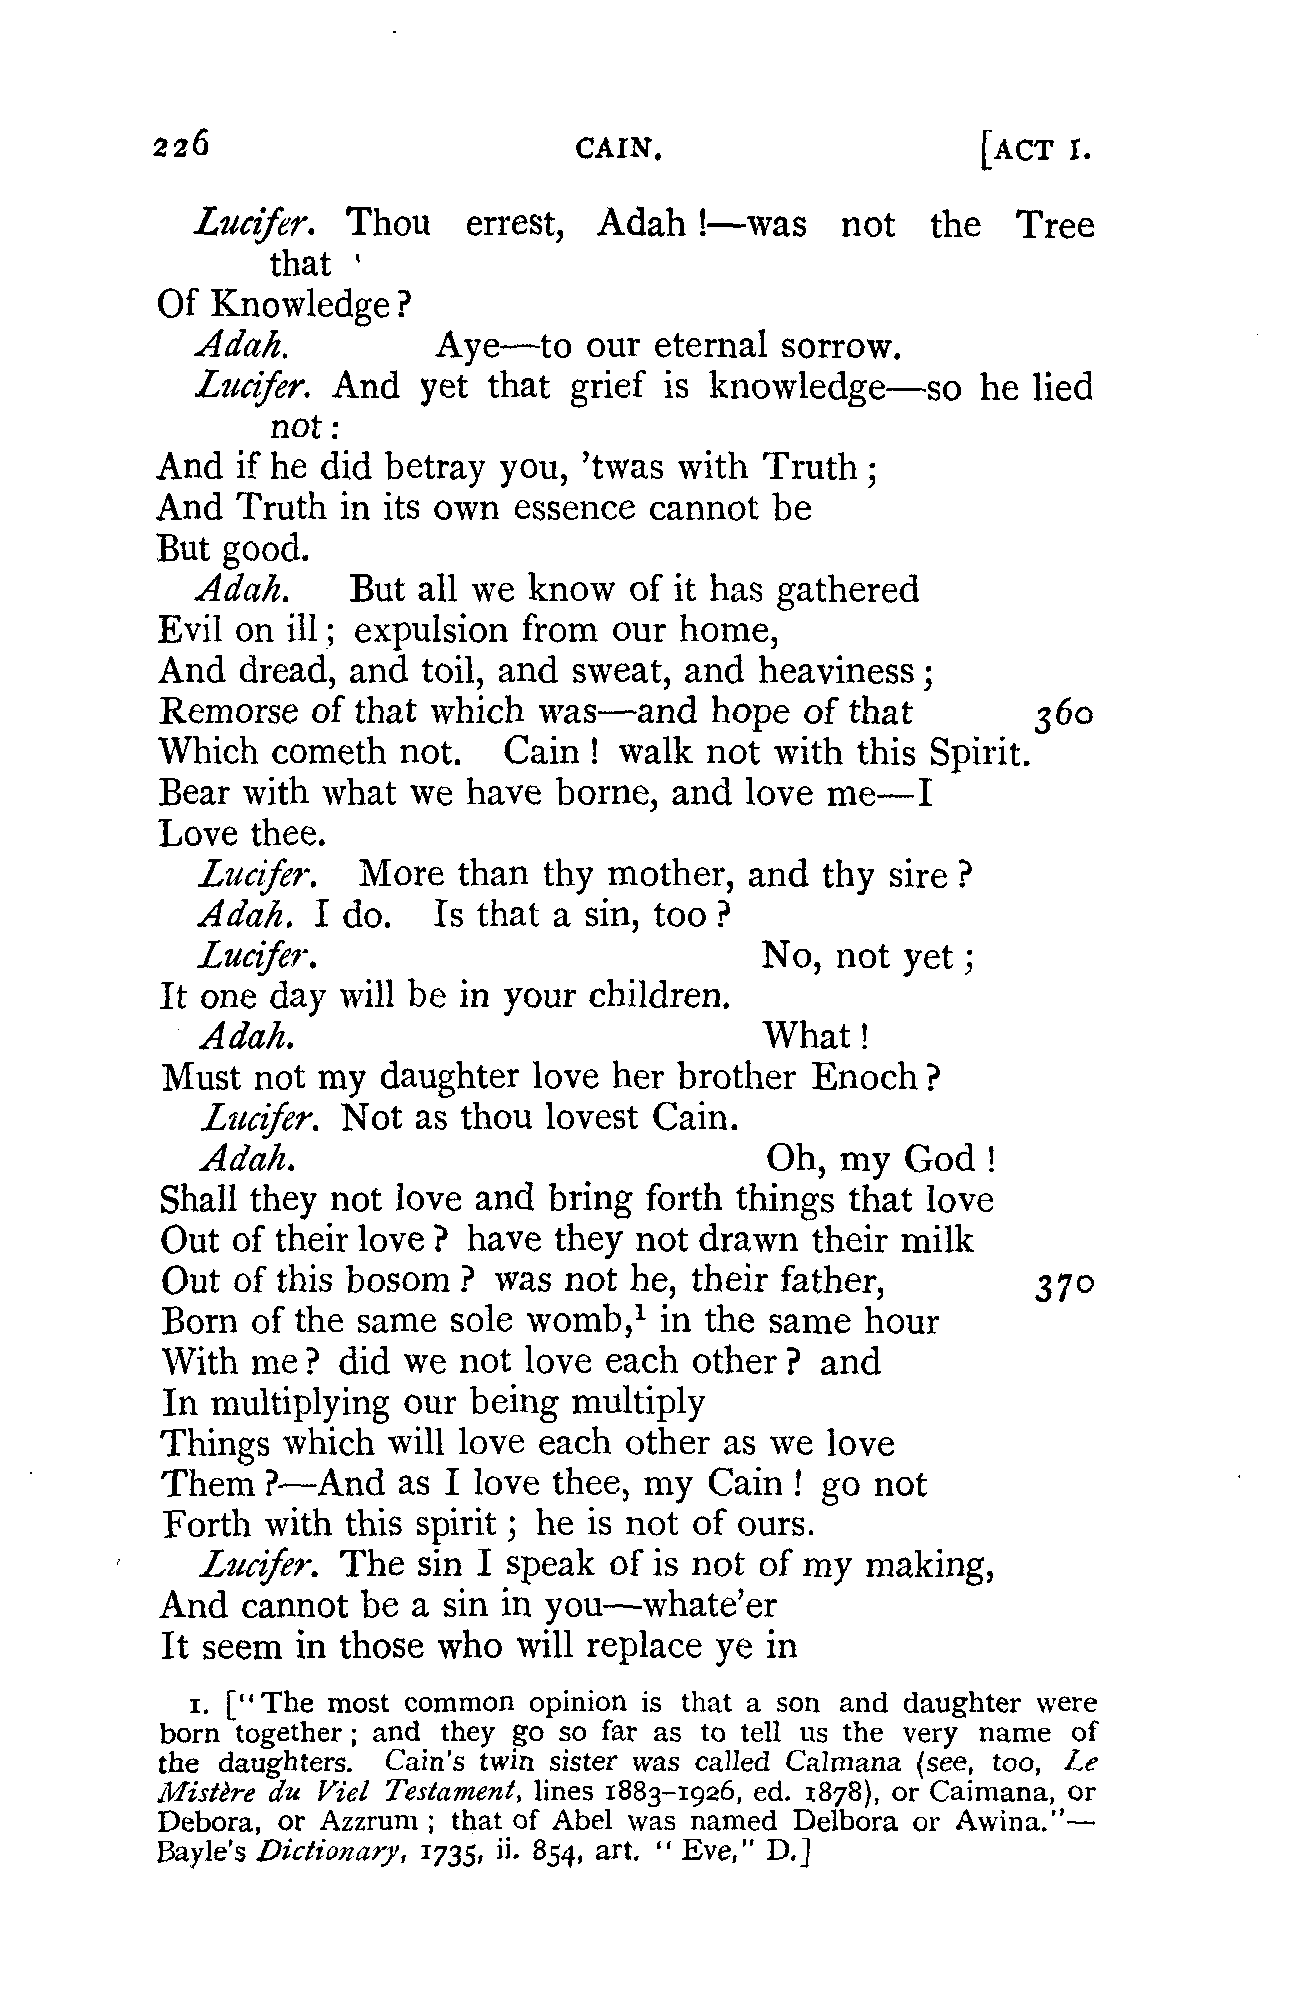 226 CAIN. [ACT I.
Lucifer. Thou errest, Adah!—was not the Tree
that
Of Knowledge?
Adah. Aye—to our eternal sorrow.
Lucifer. And yet that grief is knowledge—so he lied
not:
And if he did betray you, 'twas with Truth;
And Truth in its own essence cannot be
But good.
Adah. But all we know of it has gathered
Evil on ill; expulsion from our home,
And dread, and toil, and sweat, and heaviness;
Remorse of that which was—and hope of that 360
Which cometh not. Cain! walk not with this Spirit.
Bear with what we have borne, and love me—I
Love thee.
Lucifer. More than thy mother, and thy sire?
Adah. I do. Is that a sin, too?
Lucifer. No, not yet;
It one day will be in your children.
Adah. What!
Must not my daughter love her brother Enoch?
Lucifer. Not as thou lovest Cain.
Adah. Oh, my God!
Shall they not love and bring forth things that love
Out of their love? have they not drawn their milk
Out of this bosom? was not he, their father, 370
Born of the same sole womb,¹ in the same hour
With me? did we not love each other? and
In multiplying our being multiply
Things which will love each other as we love
Them?—And as I love thee, my Cain! go not
Forth with this spirit; he is not of ours.
Lucifer. The sin I speak of is not of my making,
And cannot be a sin in you—whate'er
It seem in those who will replace ye in
1. ["The most common opinion is that a son and daughter were
born together; and they go so far as to tell us the very name of
the daughters. Cain's twin sister was called Calmana (see, too, Le
Mistère du Viel Testament, lines 1883-1926, ed. 1878), or Caimana, or
Debora, or Azzrum; that of Abel was named Delbora or Awina."—
Bayle's Dictionary, 1735, ii. 854, art. "Eve," D.]